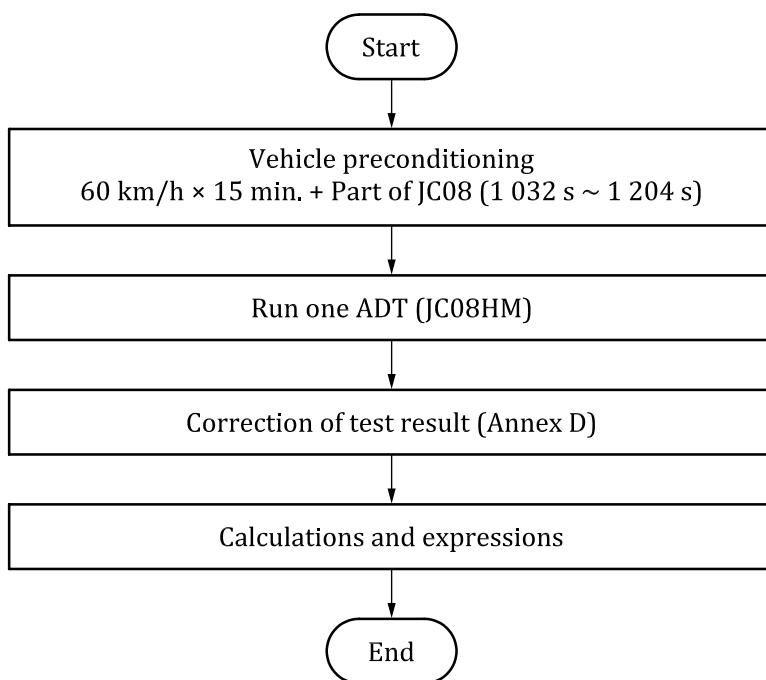 Start
Vehicle preconditioning
60 km/h × 15 min. + Part of JC08 (1 032 s ~ 1 204 s)
Run one ADT (JC08HM)
Correction of test result (Annex D)
Calculations and expressions
End